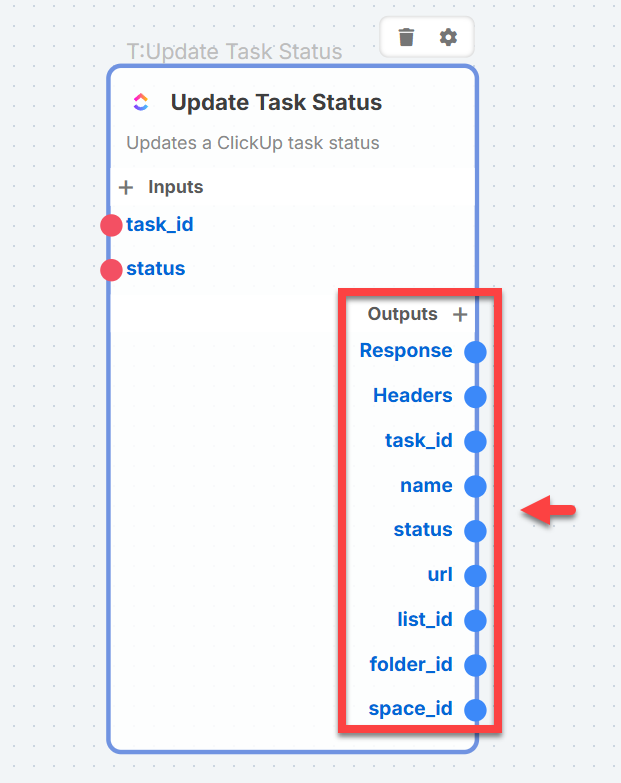 T:Update Task Status
Update Task Status
Updates a ClickUp task status
Inputs
task_id
status
Outputs
Response
Headers
task_id
name
status
url
list_id
folder_id
space_id